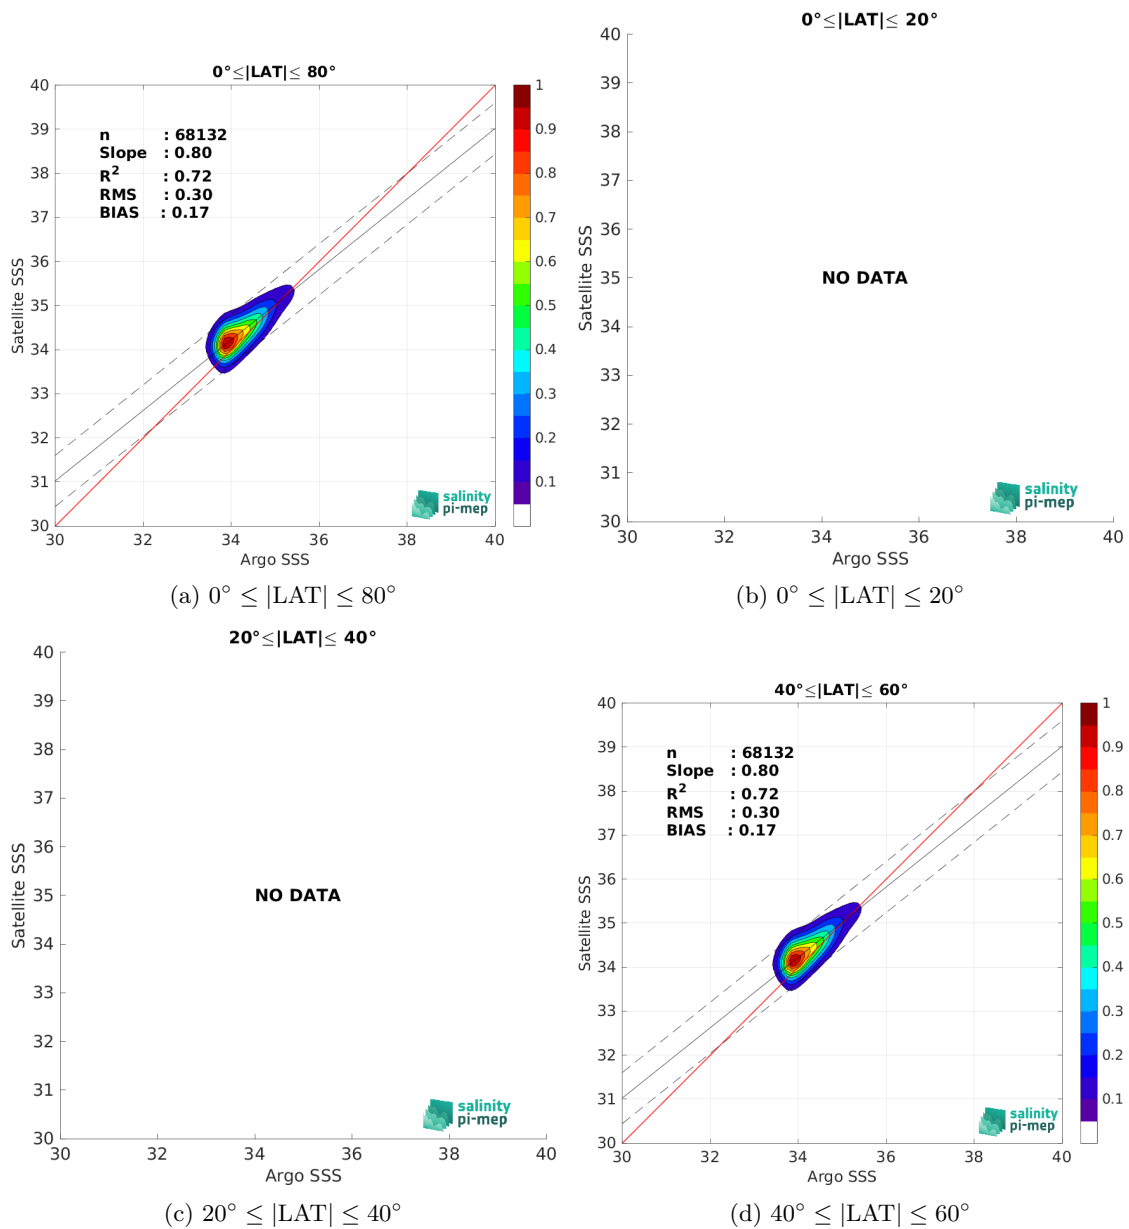 0°≤|LAT|≤ 80°
40
39
38
37
36
35
34
33
32
31
30
Satellite SSS
n : 68132
Slope : 0.80
R² : 0.72
RMS : 0.30
BIAS : 0.17
salinity
pi-mep
30 32 34 36 38 40
Argo SSS
1
0.9
0.8
0.7
0.6
0.5
0.4
0.3
0.2
0.1
(a) 0° ≤ |LAT| ≤ 80°
0°≤|LAT|≤ 20°
40
39
38
37
36
35
34
33
32
31
30
Satellite SSS
NO DATA
salinity
pi-mep
30 32 34 36 38 40
Argo SSS
(b) 0° ≤ |LAT| ≤ 20°
20°≤|LAT|≤ 40°
40
39
38
37
36
35
34
33
32
31
30
Satellite SSS
NO DATA
salinity
pi-mep
30 32 34 36 38 40
Argo SSS
(c) 20° ≤ |LAT| ≤ 40°
40°≤|LAT|≤ 60°
40
39
38
37
36
35
34
33
32
31
30
Satellite SSS
n : 68132
Slope : 0.80
R² : 0.72
RMS : 0.30
BIAS : 0.17
salinity
pi-mep
30 32 34 36 38 40
Argo SSS
1
0.9
0.8
0.7
0.6
0.5
0.4
0.3
0.2
0.1
(d) 40° ≤ |LAT| ≤ 60°